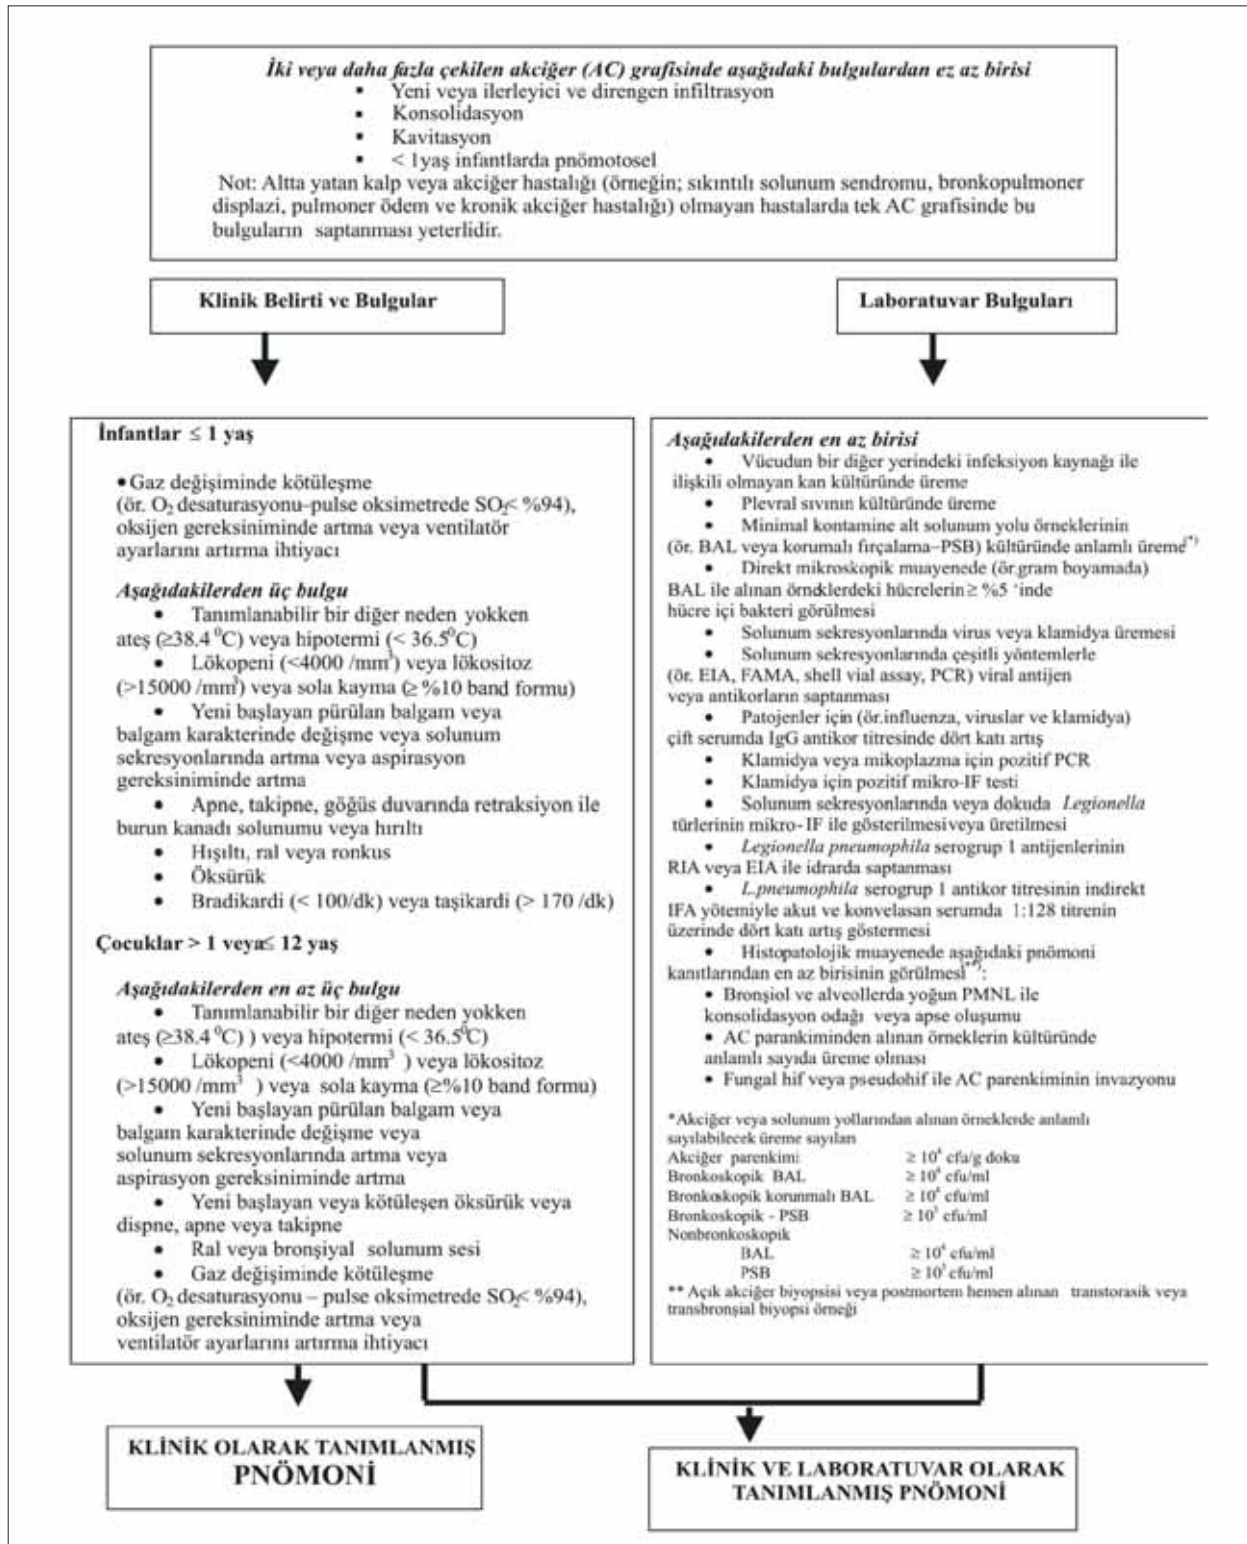 İki veya daha fazla çekilen akciğer (AC) grafisinde aşağıdaki bulgulardan ez az birisi
• Yeni veya ilerleyici ve direngen infiltrasyon
• Konsolidasyon
• Kavitasyon
• < 1yaş infantlarda pnömotosel
Not: Altta yatan kalp veya akciğer hastalığı (örneğin; sıkıntılı solunum sendromu, bronkopulmoner
displazi, pulmoner ödem ve kronik akciğer hastalığı) olmayan hastalarda tek AC grafisinde bu
bulguların saptanması yeterlidir.
Klinik Belirti ve Bulgular
Laboratuvar Bulguları
İnfantlar ≤ 1 yaş
• Gaz değişiminde kötüleşme
(ör. O₂ desaturasyonu–pulse oksimetrede SO₂< %94),
oksijen gereksiniminde artma veya ventilatör
ayarlarını artırma ihtiyacı
Aşağıdakilerden üç bulgu
• Tanımlanabilir bir diğer neden yokken
ateş (≥38.4 ⁰C) veya hipotermi (< 36.5⁰C)
• Lökopeni (<4000 /mm³) veya lökositoz
(>15000 /mm³) veya sola kayma (≥ %10 band formu)
• Yeni başlayan pürülan balgam veya
balgam karakterinde değişme veya solunum
sekresyonlarında artma veya aspirasyon
gereksiniminde artma
• Apne, takipne, göğüs duvarında retraksiyon ile
burun kanadı solunumu veya hırıltı
• Hışıltı, ral veya ronkus
• Öksürük
• Bradikardi (< 100/dk) veya taşikardi (> 170 /dk)
Çocuklar > 1 veya≤ 12 yaş
Aşağıdakilerden en az üç bulgu
• Tanımlanabilir bir diğer neden yokken
ateş (≥38.4 ⁰C) ) veya hipotermi (< 36.5⁰C)
• Lökopeni (<4000 /mm³ ) veya lökositoz
(>15000 /mm³ ) veya sola kayma (≥%10 band formu)
• Yeni başlayan pürülan balgam veya
balgam karakterinde değişme veya
solunum sekresyonlarında artma veya
aspirasyon gereksiniminde artma
• Yeni başlayan veya kötüleşen öksürük veya
dispne, apne veya takipne
• Ral veya bronşiyal solunum sesi
• Gaz değişiminde kötüleşme
(ör. O₂ desaturasyonu – pulse oksimetrede SO₂< %94),
oksijen gereksiniminde artma veya
ventilatör ayarlarını artırma ihtiyacı
Aşağıdakilerden en az birisi
• Vücudun bir diğer yerindeki infeksiyon kaynağı ile
ilişkili olmayan kan kültüründe üreme
• Plevral sıvının kültüründe üreme
• Minimal kontamine alt solunum yolu örneklerinin
(ör. BAL veya korumalı fırçalama–PSB) kültüründe anlamlı üreme(*)
• Direkt mikroskopik muayenede (ör.gram boyamada)
BAL ile alınan örneklerdeki hücrelerin ≥ %5 ‘inde
hücre içi bakteri görülmesi
• Solunum sekresyonlarında virus veya klamidya üremesi
• Solunum sekresyonlarında çeşitli yöntemlerle
(ör. EIA, FAMA, shell vial assay, PCR) viral antijen
veya antikorların saptanması
• Patojenler için (ör.influenza, viruslar ve klamidya)
çift serumda IgG antikor titresinde dört katı artış
• Klamidya veya mikoplazma için pozitif PCR
• Klamidya için pozitif mikro-IF testi
• Solunum sekresyonlarında veya dokuda Legionella
türlerinin mikro- IF ile gösterilmesi veya üretilmesi
• Legionella pneumophila serogrup 1 antijenlerinin
RIA veya EIA ile idrarda saptanması
• L.pneumophila serogrup 1 antikor titresinin indirekt
IFA yötemiyle akut ve konvelasan serumda 1:128 titrenin
üzerinde dört katı artış göstermesi
• Histopatolojik muayenede aşağıdaki pnömoni
kanıtlarından en az birisinin görülmesi**):
• Bronşiol ve alveollerda yoğun PMNL ile
konsolidasyon odağı veya apse oluşumu
• AC parankiminden alınan örneklerin kültüründe
anlamlı sayıda üreme olması
• Fungal hif veya pseudohif ile AC parenkiminin invazyonu
*Akciğer veya solunum yollarından alınan örneklerde anlamlı
sayılabilecek üreme sayıları
Akciğer parenkimi ≥ 10⁴ cfu/g doku
Bronkoskopik BAL ≥ 10⁴ cfu/ml
Bronkoskopik korunmalı BAL ≥ 10⁴ cfu/ml
Bronkoskopik - PSB ≥ 10³ cfu/ml
Nonbronkoskopik
BAL ≥ 10⁴ cfu/ml
PSB ≥ 10³ cfu/ml
** Açık akciğer biyopsisi veya postmortem hemen alınan transtorasik veya
transbronşial biyopsi örneği
KLİNİK OLARAK TANIMLANMIŞ
PNÖMONİ
KLİNİK VE LABORATUVAR OLARAK
TANIMLANMIŞ PNÖMONİ